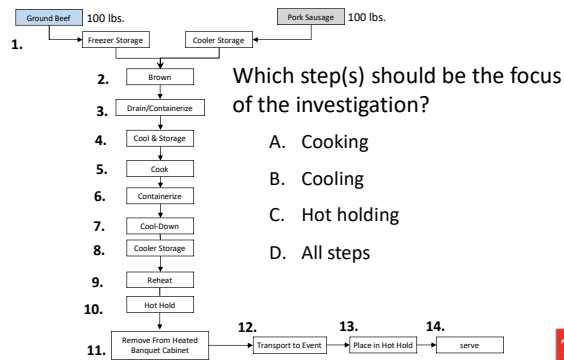 Ground Beef 100 lbs.
Pork Sausage 100 lbs.
1. Freezer Storage
Cooler Storage
2. Brown
3. Drain/Containerize
4. Cool & Storage
5. Cook
6. Containerize
7. Cool-Down
8. Cooler Storage
9. Reheat
10. Hot Hold
11. Remove From Heated
Banquet Cabinet
12. Transport to Event
13. Place in Hot Hold
14. serve
Which step(s) should be the focus
of the investigation?
A. Cooking
B. Cooling
C. Hot holding
D. All steps